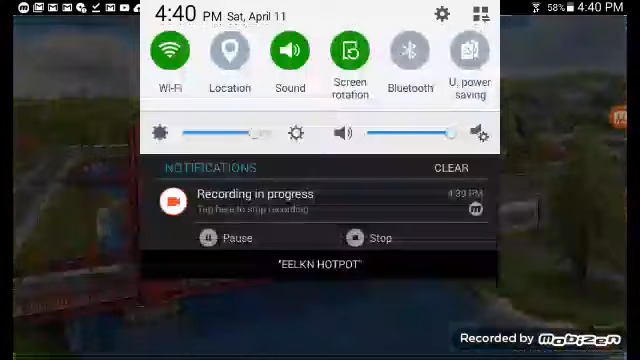 58% 4:40 PM
4:40 PM Sat, April 11
Wi-Fi Location Sound Screen rotation Bluetooth U. power saving
NOTIFICATIONS CLEAR
Recording in progress 4:39 PM
Tap here to stop recording
Pause Stop
"EELKN HOTPOT"
Recorded by MOBIZEN